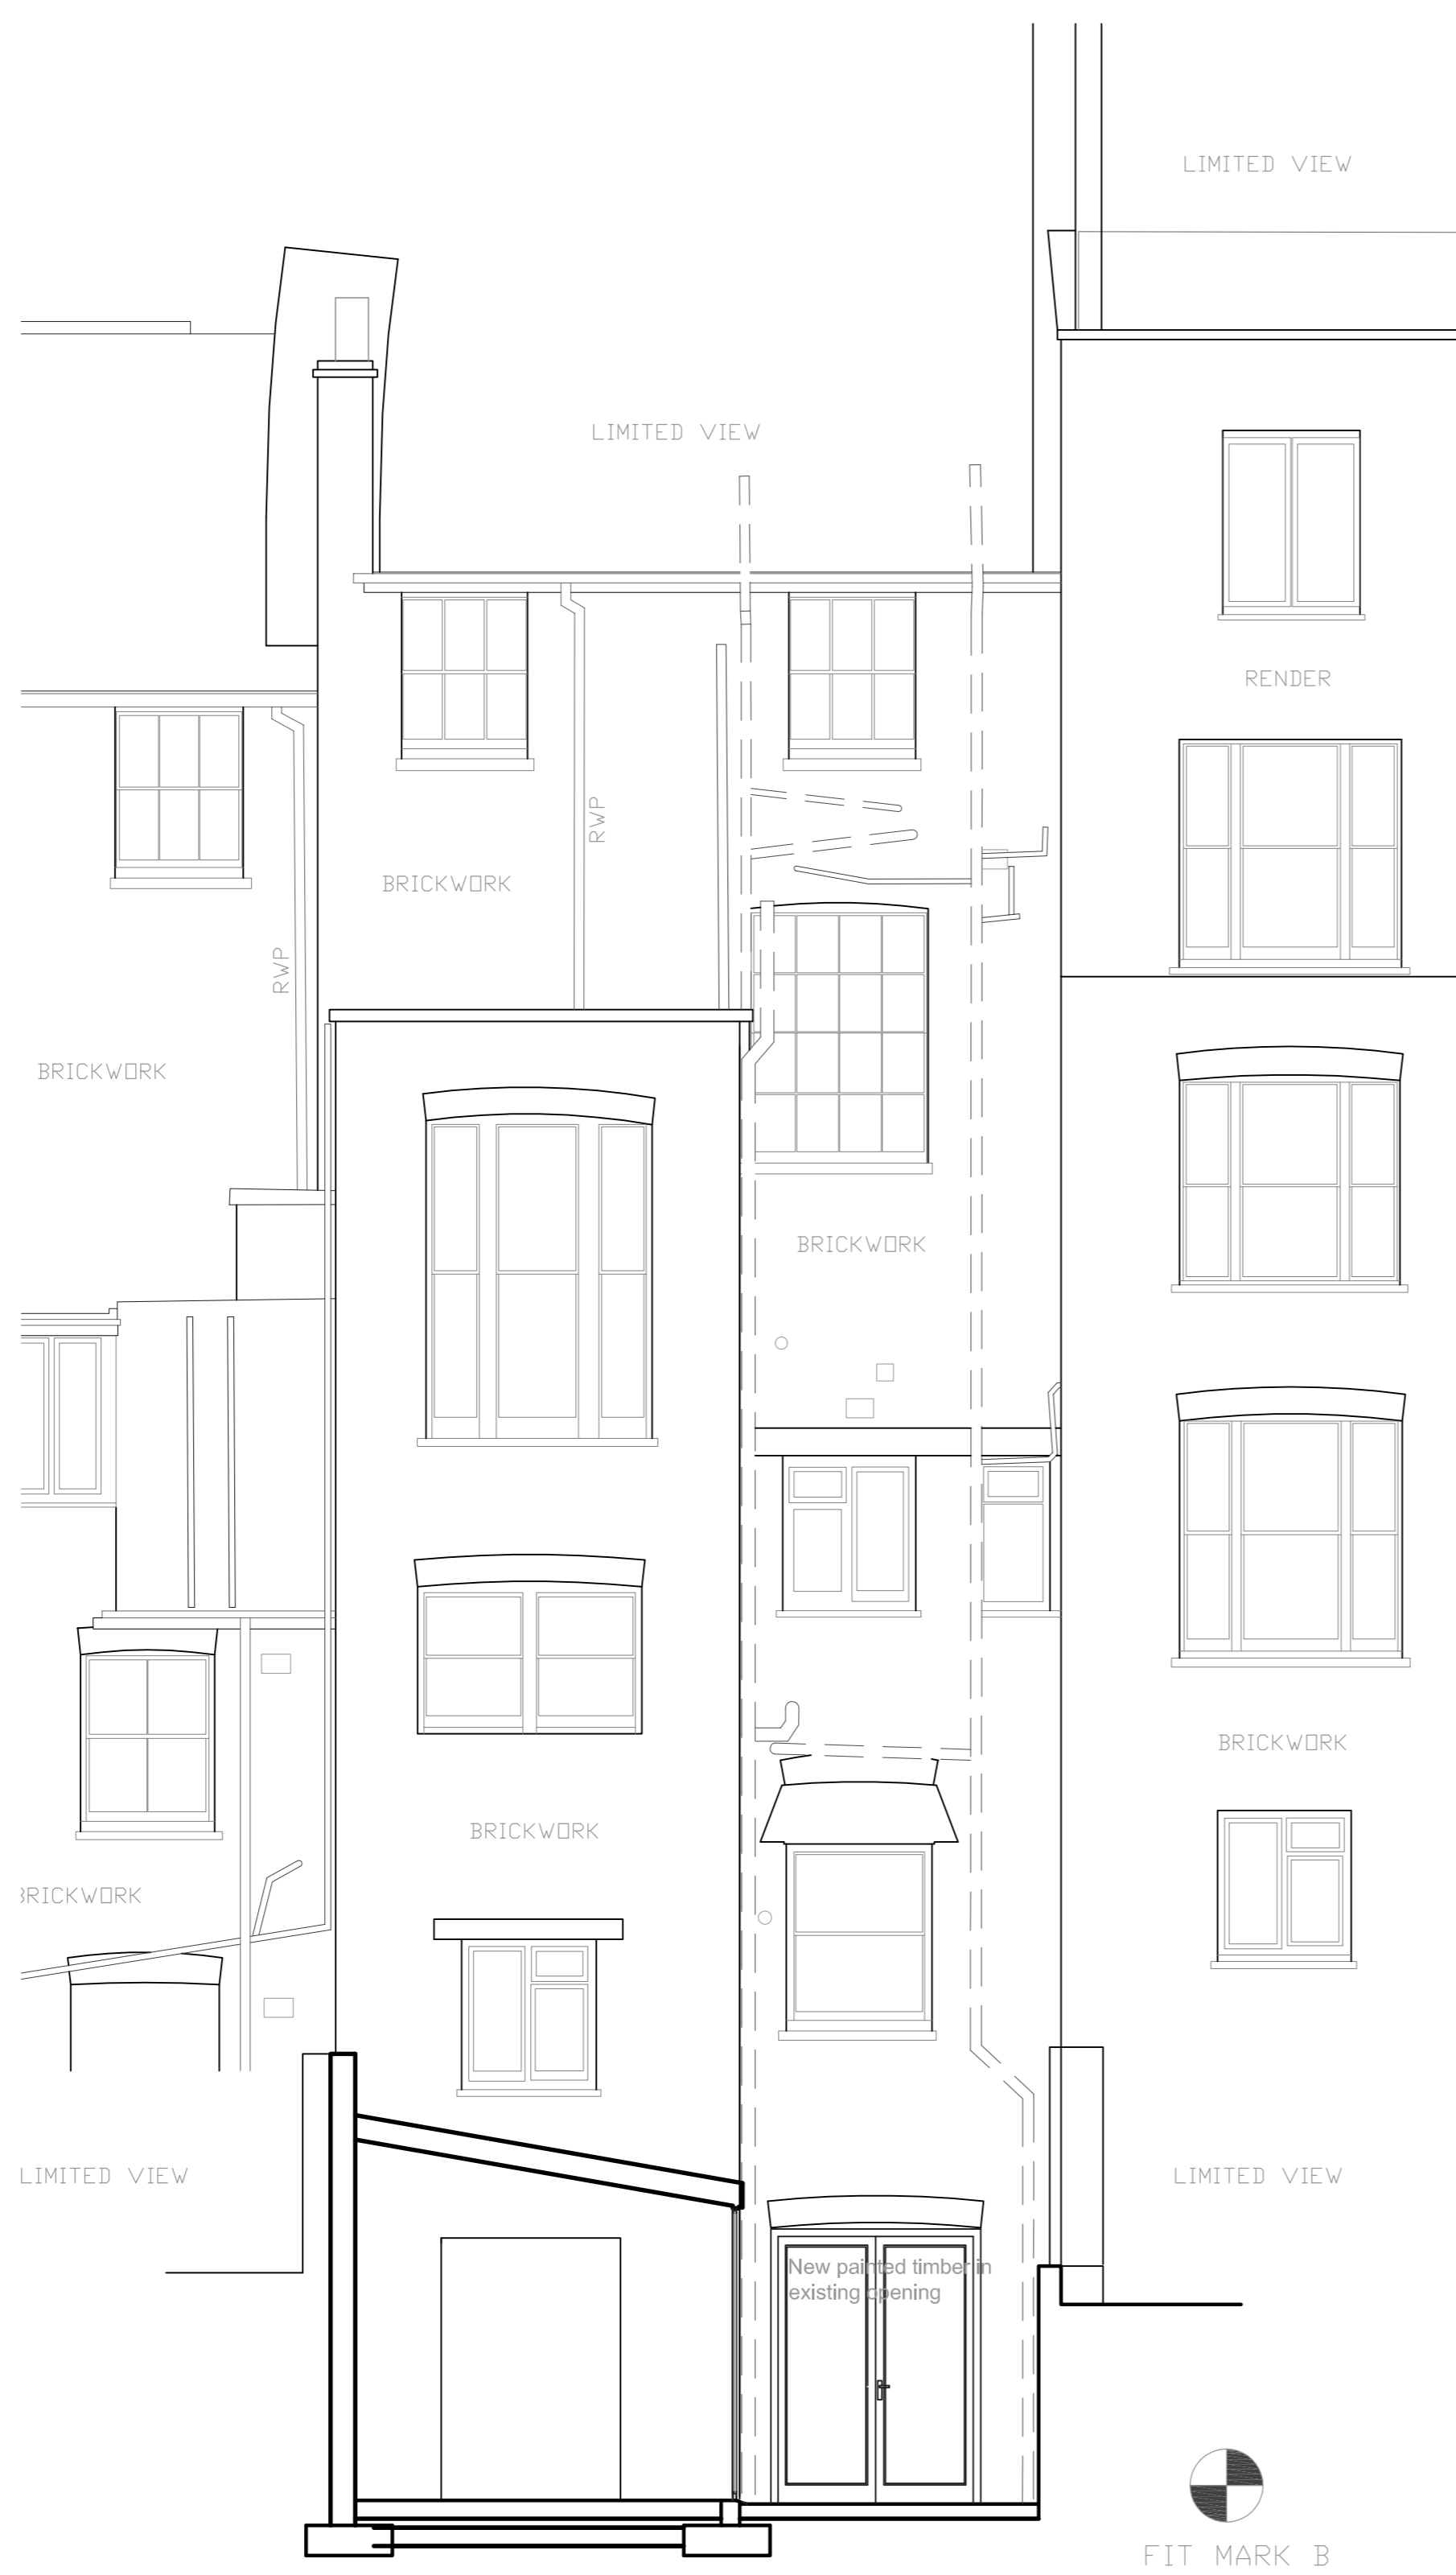 LIMITED VIEW
LIMITED VIEW
RENDER
RWP
BRICKWORK
RWP
BRICKWORK
BRICKWORK
BRICKWORK
BRICKWORK
BRICKWORK
LIMITED VIEW
LIMITED VIEW
New painted timber in
existing opening
FIT MARK B